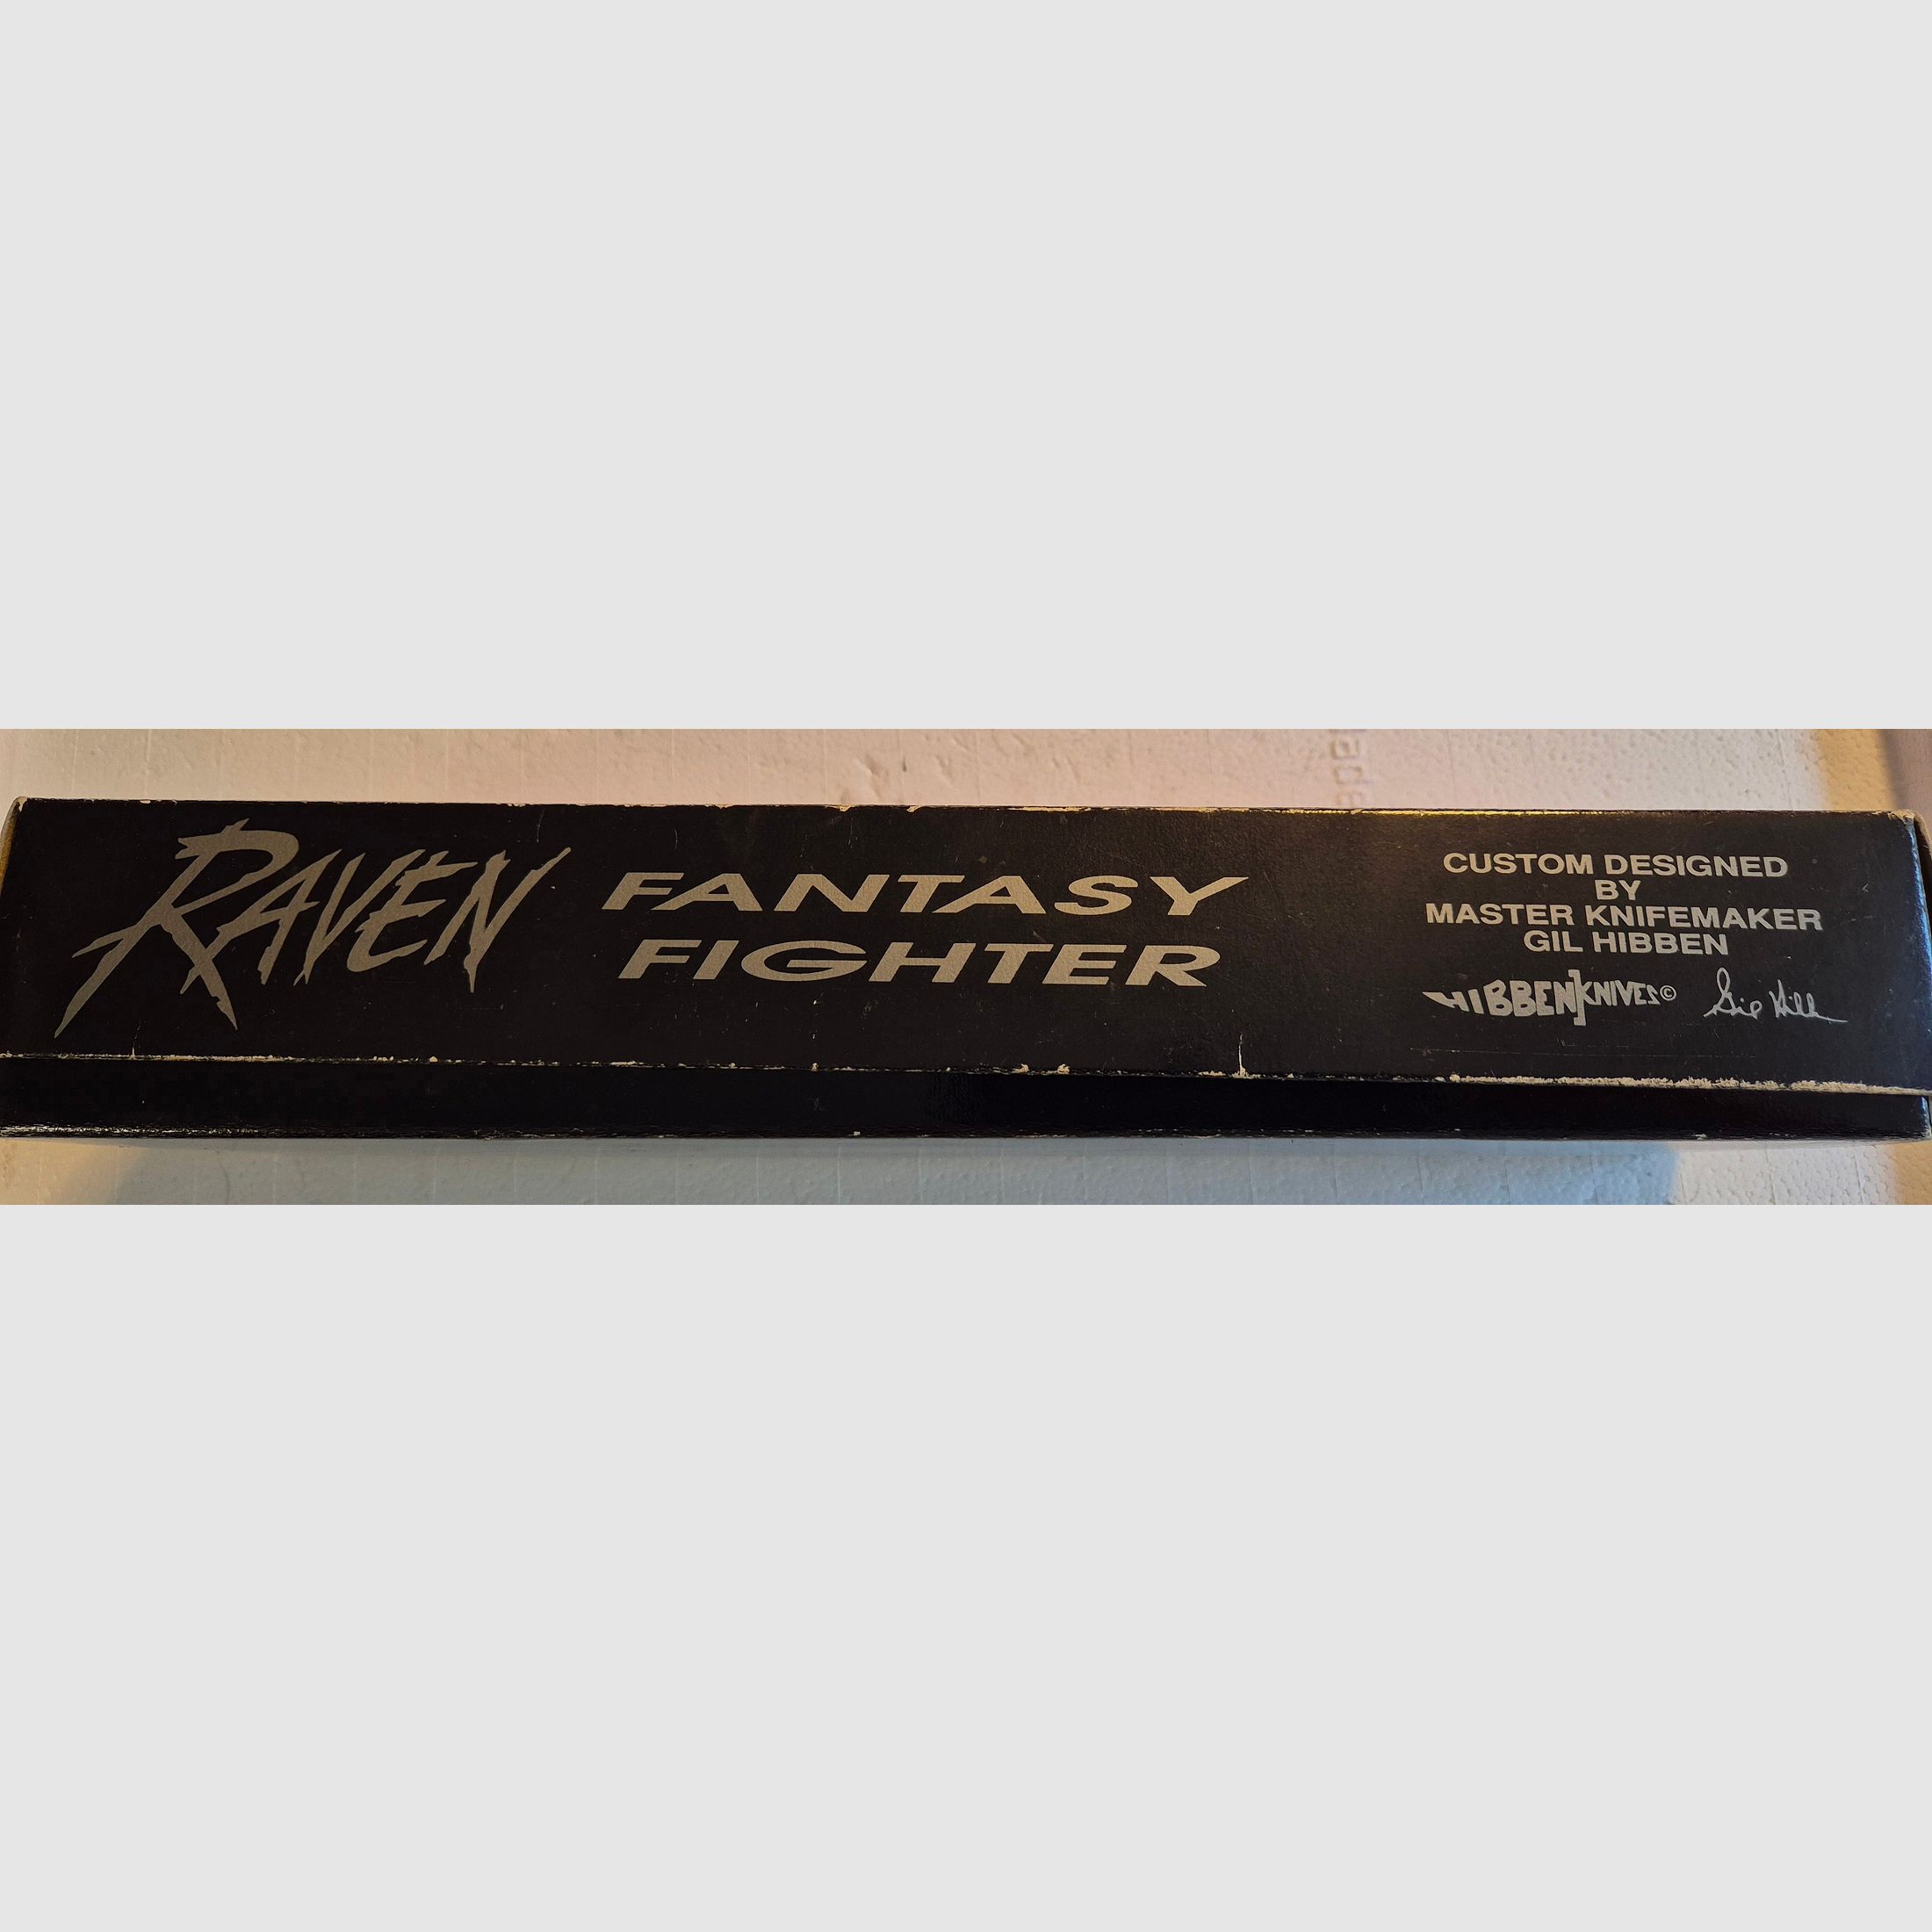 RAVEN
FANTASY
FIGHTER
CUSTOM DESIGNED
BY
MASTER KNIFEMAKER
GIL HIBBEN
HIBBEN KNIVES©